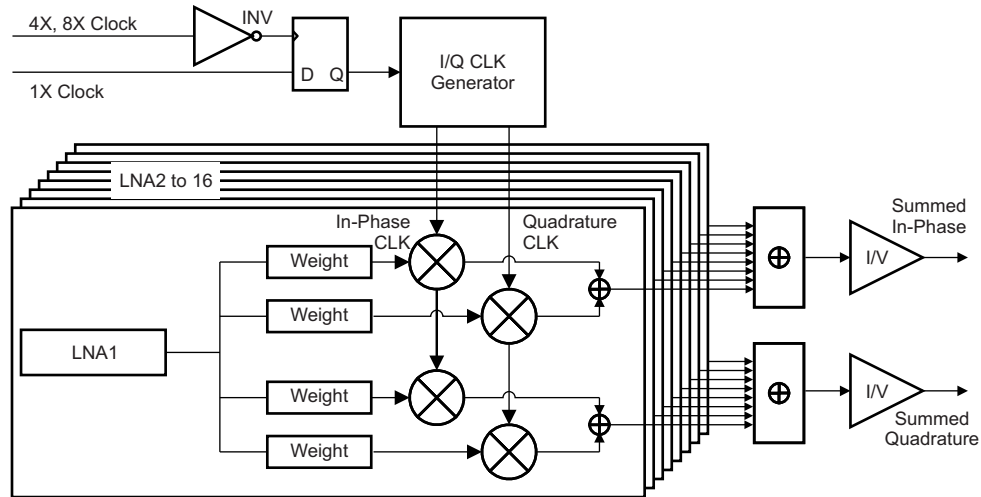 4X, 8X Clock
INV
1X Clock
D
Q
I/Q CLK
Generator
LNA2 to 16
In-Phase
CLK
Quadrature
CLK
Weight
Weight
LNA1
Weight
Weight
Summed
In-Phase
I/V
I/V
Summed
Quadrature